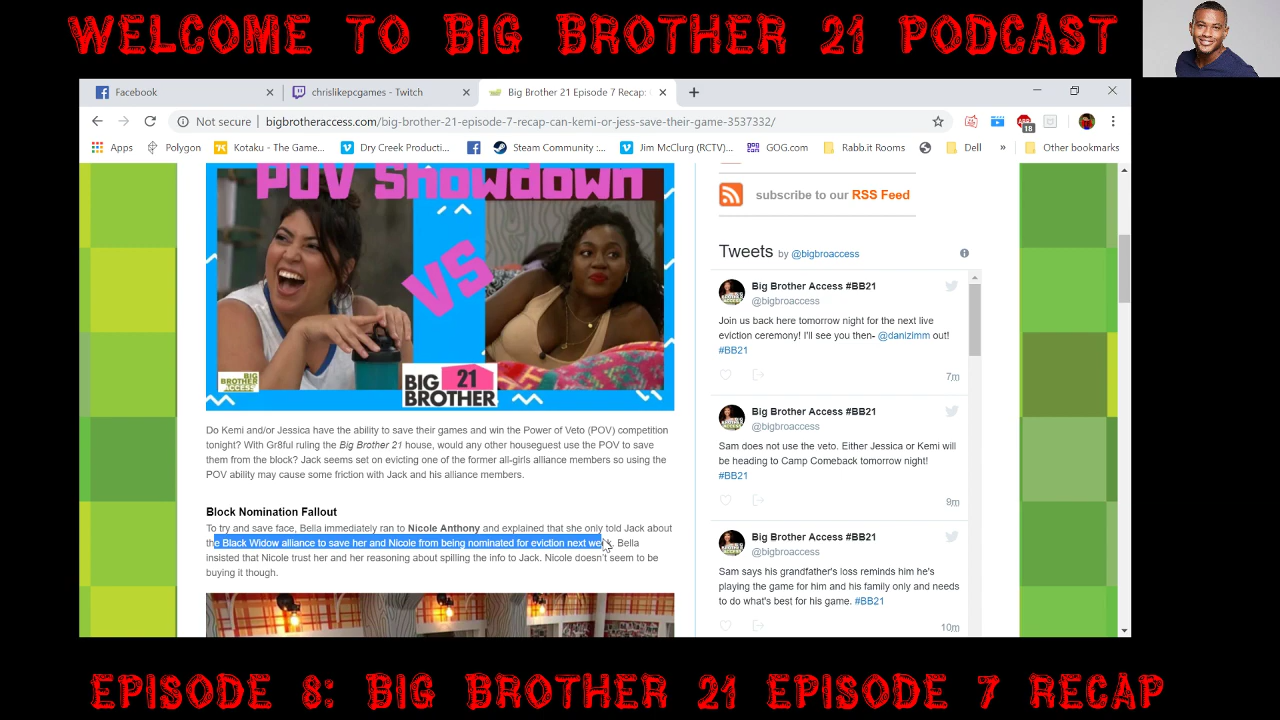 WELCOME TO BIG BROTHER 21 PODCAST
Facebook
chrislikepcgames - Twitch
Big Brother 21 Episode 7 Recap:
Not secure
bigbrotheraccess.com/big-brother-21-episode-7-recap-can-kemi-or-jess-save-their-game-3537332/
18
Apps
Polygon
Kotaku - The Game...
Dry Creek Producti...
Steam Community :...
Jim McClurg (RCTV)...
GOG.com
Rabb.it Rooms
Dell
»
Other bookmarks
POV Showdown
VS
BIG BROTHER ACCESS
BIG 21
BROTHER
Do Kemi and/or Jessica have the ability to save their games and win the Power of Veto (POV) competition
tonight? With Gr8ful ruling the Big Brother 21 house, would any other houseguest use the POV to save
them from the block? Jack seems set on evicting one of the former all-girls alliance members so using the
POV ability may cause some friction with Jack and his alliance members.
Block Nomination Fallout
To try and save face, Bella immediately ran to Nicole Anthony and explained that she only told Jack about
the Black Widow alliance to save her and Nicole from being nominated for eviction next week. Bella
insisted that Nicole trust her and her reasoning about spilling the info to Jack. Nicole doesn't seem to be
buying it though.
subscribe to our RSS Feed
Tweets by @bigbroaccess
Big Brother Access #BB21
@bigbroaccess
Join us back here tomorrow night for the next live
eviction ceremony! I'll see you then- @danizimm out!
#BB21
7m
Big Brother Access #BB21
@bigbroaccess
Sam does not use the veto. Either Jessica or Kemi will
be heading to Camp Comeback tomorrow night!
#BB21
9m
Big Brother Access #BB21
@bigbroaccess
Sam says his grandfather's loss reminds him he's
playing the game for him and his family only and needs
to do what's best for his game. #BB21
10m
EPISODE 8: BIG BROTHER 21 EPISODE 7 RECAP